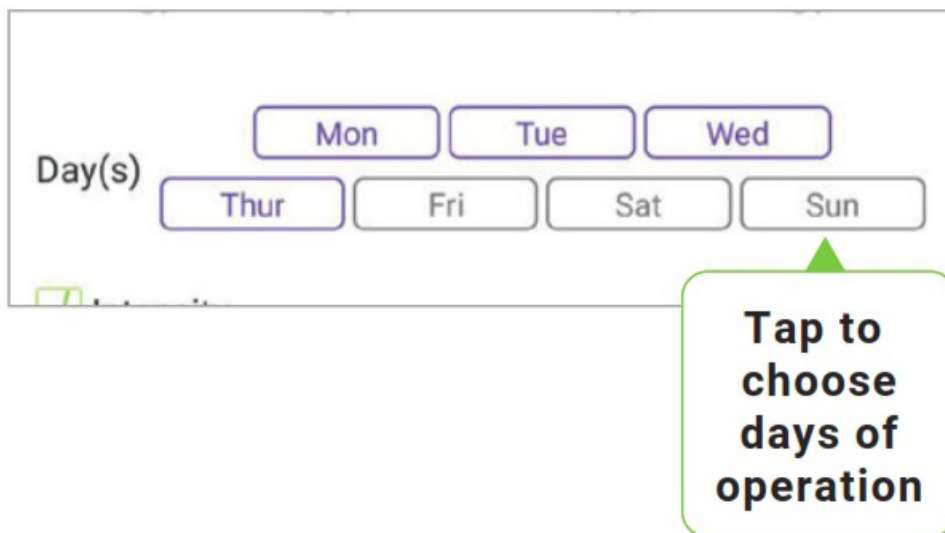 Mon Tue Wed
Day(s)
Thur Fri Sat Sun
Tap to
choose
days of
operation